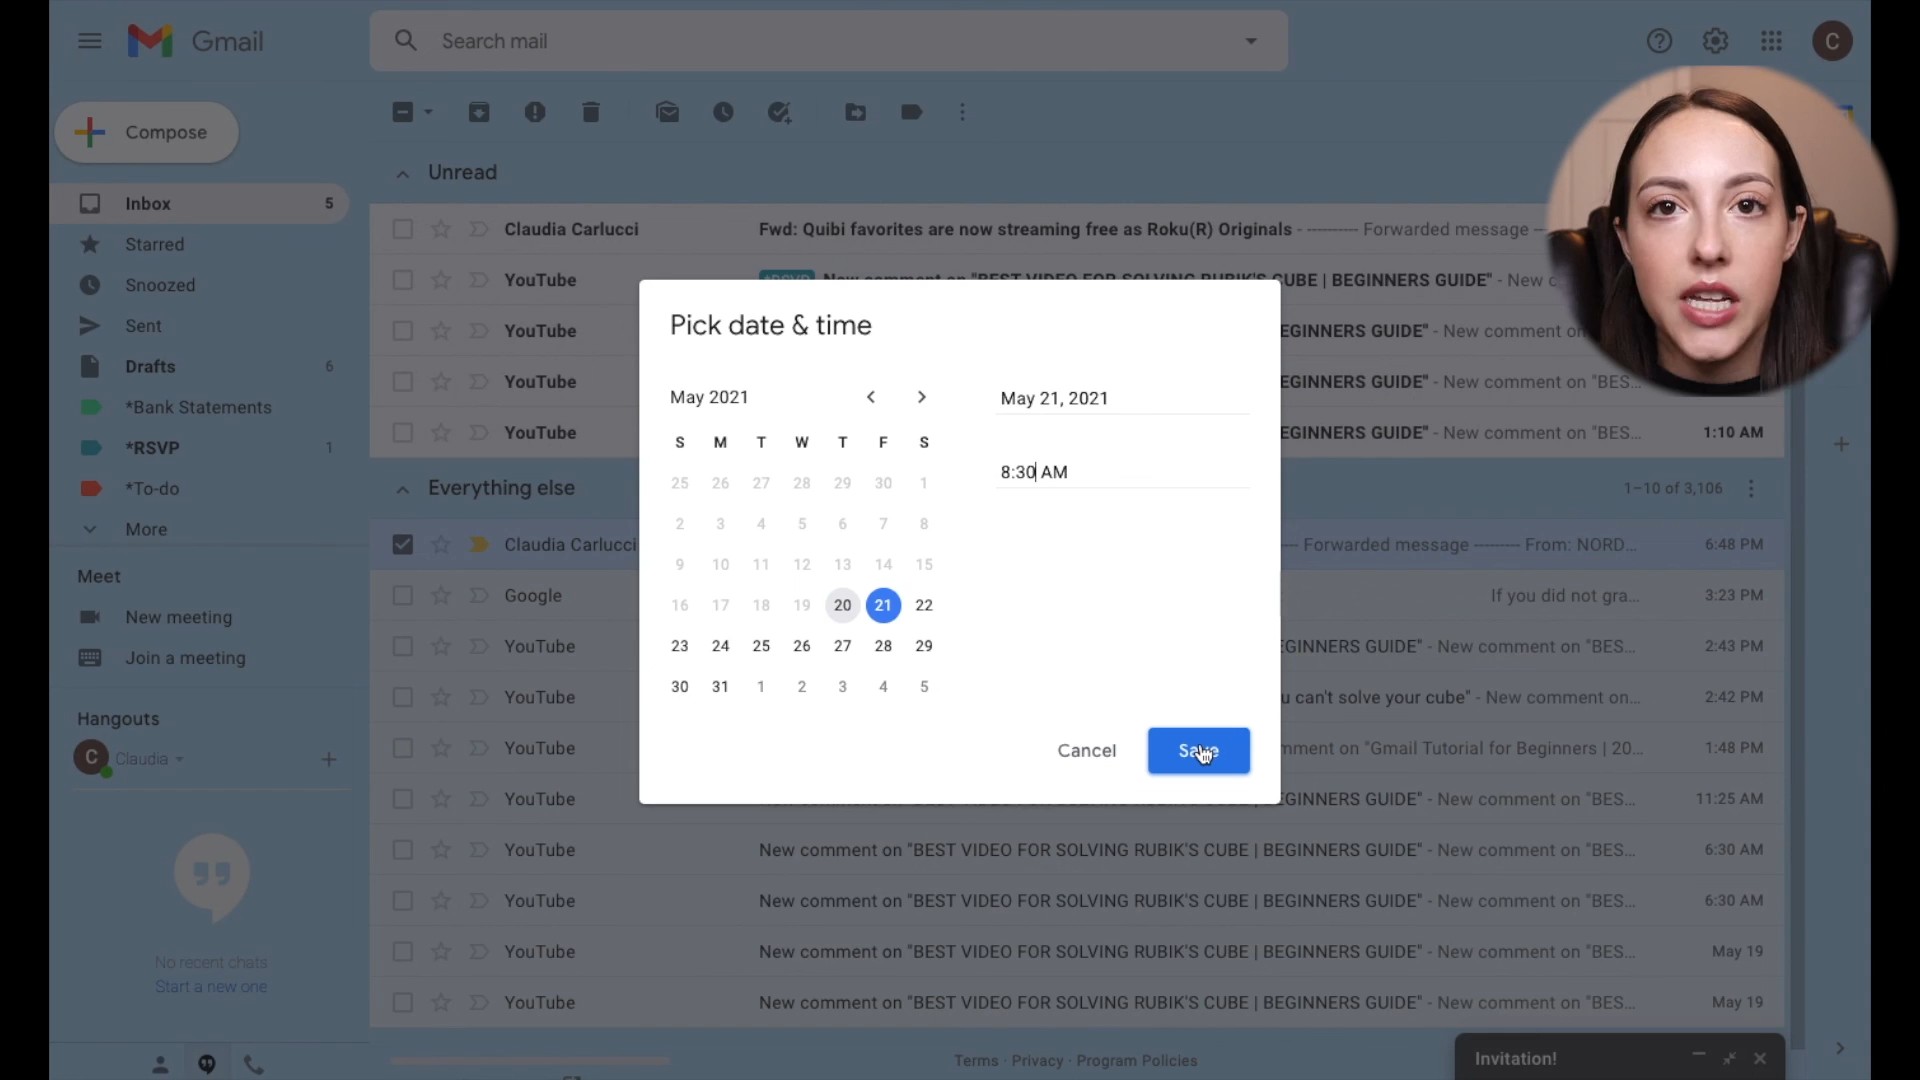 Gmail
Search mail
C
Compose
Unread
Inbox 5
Claudia Carlucci Fwd: Quibi favorites are now streaming free as Roku(R) Originals - ---------- Forwarded message –
Starred
YouTube New comment on "BEST VIDEO FOR SOLVING RUBIK'S CUBE | BEGINNERS GUIDE" - New c
Snoozed
Pick date & time
Sent
YouTube EGINNERS GUIDE" - New comment on
Drafts 6
YouTube EGINNERS GUIDE" - New comment on "BES...
*Bank Statements
May 2021 < > May 21, 2021
YouTube EGINNERS GUIDE" - New comment on "BES... 1:10 AM
*RSVP 1
S M T W T F S
8:30 AM
25 26 27 28 29 30 1
*To-do
Everything else 1–10 of 3,106
2 3 4 5 6 7 8
More
Claudia Carlucci ---- Forwarded message --------- From: NORD... 6:48 PM
9 10 11 12 13 14 15
Meet
Google If you did not gra... 3:23 PM
16 17 18 19 20 21 22
New meeting
YouTube GINNERS GUIDE" - New comment on "BES... 2:43 PM
23 24 25 26 27 28 29
Join a meeting
30 31 1 2 3 4 5
YouTube u can't solve your cube" - New comment on... 2:42 PM
Hangouts
YouTube mment on "Gmail Tutorial for Beginners | 20... 1:48 PM
Cancel Save
C Claudia
YouTube GINNERS GUIDE" - New comment on "BES... 11:25 AM
YouTube New comment on "BEST VIDEO FOR SOLVING RUBIK'S CUBE | BEGINNERS GUIDE" - New comment on "BES... 6:30 AM
YouTube New comment on "BEST VIDEO FOR SOLVING RUBIK'S CUBE | BEGINNERS GUIDE" - New comment on "BES... 6:30 AM
YouTube New comment on "BEST VIDEO FOR SOLVING RUBIK'S CUBE | BEGINNERS GUIDE" - New comment on "BES... May 19
No recent chats
Start a new one
YouTube New comment on "BEST VIDEO FOR SOLVING RUBIK'S CUBE | BEGINNERS GUIDE" - New comment on "BES... May 19
Terms · Privacy · Program Policies
Invitation!